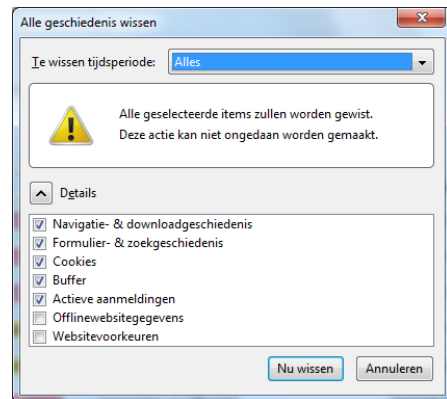 Alle geschiedenis wissen
Te wissen tijdsperiode: Alles
Alle geselecteerde items zullen worden gewist.
Deze actie kan niet ongedaan worden gemaakt.
Details
Navigatie- & downloadgeschiedenis
Formulier- & zoekgeschiedenis
Cookies
Buffer
Actieve aanmeldingen
Offlinewebsitegegevens
Websitevoorkeuren
Nu wissen Annuleren